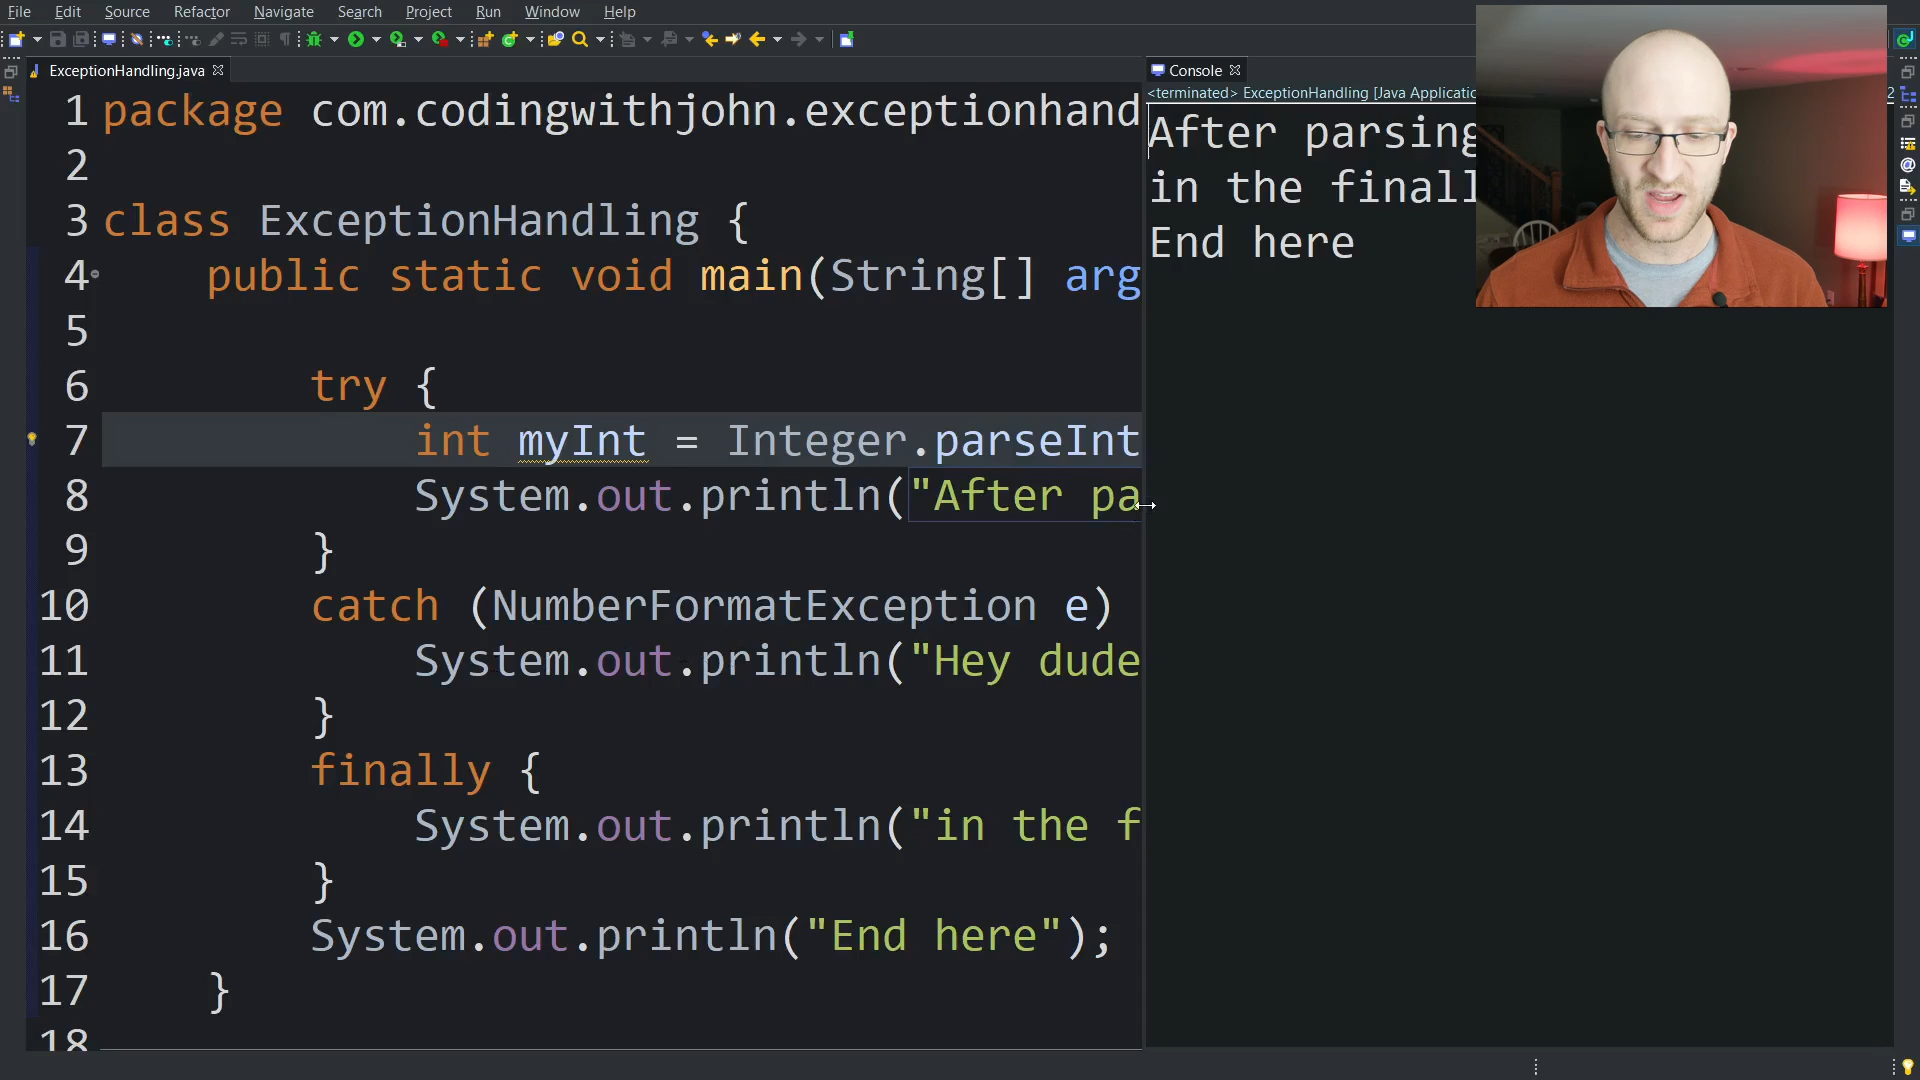 File Edit Source Refactor Navigate Search Project Run Window Help
ExceptionHandling.java
1 package com.codingwithjohn.exceptionhand
2
3 class ExceptionHandling {
4 public static void main(String[] arg
5
6 try {
7 int myInt = Integer.parseInt
8 System.out.println("After pa
9 }
10 catch (NumberFormatException e)
11 System.out.println("Hey dude
12 }
13 finally {
14 System.out.println("in the f
15 }
16 System.out.println("End here");
17 }
18
Console
<terminated> ExceptionHandling [Java Applicatio
After parsing
in the finall
End here